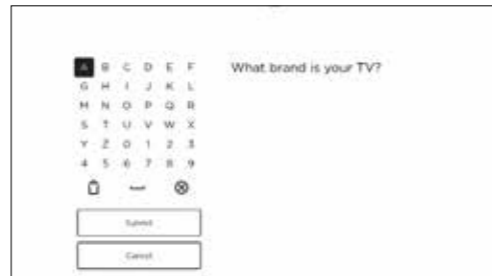 What brand is your TV?
A B C D E F
G H I J K L
M N O P Q R
S T U V W X
Y Z 0 1 2 3
4 5 6 7 8 9
Submit
Cancel